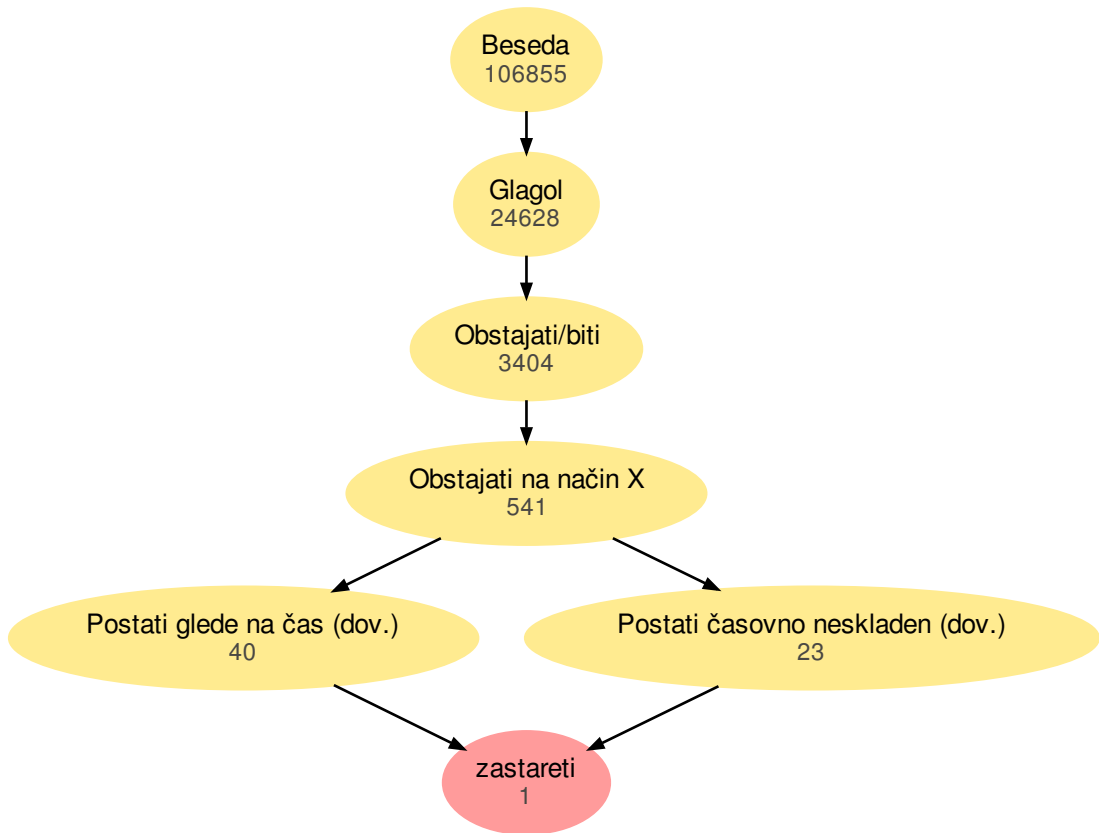 Beseda
106855
Glagol
24628
Obstajati/biti
3404
Obstajati na način X
541
Postati glede na čas (dov.)
40
Postati časovno neskladen (dov.)
23
zastareti
1